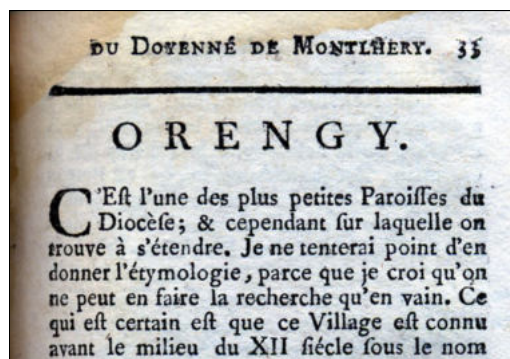 DU DOYENNÉ DE MONTLHERY. 35
ORENGY.
C'Eſt l'une des plus petites Paroiſſes du
Diocèſe; & cependant ſur laquelle on
trouve à s'étendre. Je ne tenterai point d'en
donner l'étymologie, parce que je croi qu'on
ne peut en faire la recherche qu'en vain. Ce
qui eſt certain eſt que ce Village eſt connu
avant le milieu du XII ſiécle ſous le nom